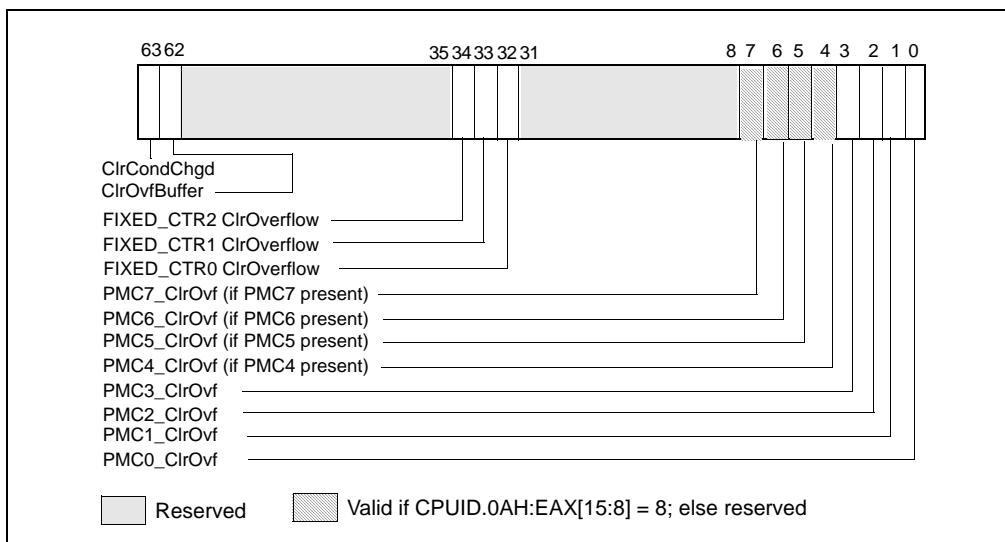 63 62 35 34 33 32 31 8 7 6 5 4 3 2 1 0
ClrCondChgd
ClrOvfBuffer
FIXED_CTR2 ClrOverflow
FIXED_CTR1 ClrOverflow
FIXED_CTR0 ClrOverflow
PMC7_ClrOvf (if PMC7 present)
PMC6_ClrOvf (if PMC6 present)
PMC5_ClrOvf (if PMC5 present)
PMC4_ClrOvf (if PMC4 present)
PMC3_ClrOvf
PMC2_ClrOvf
PMC1_ClrOvf
PMC0_ClrOvf
Reserved Valid if CPUID.0AH:EAX[15:8] = 8; else reserved